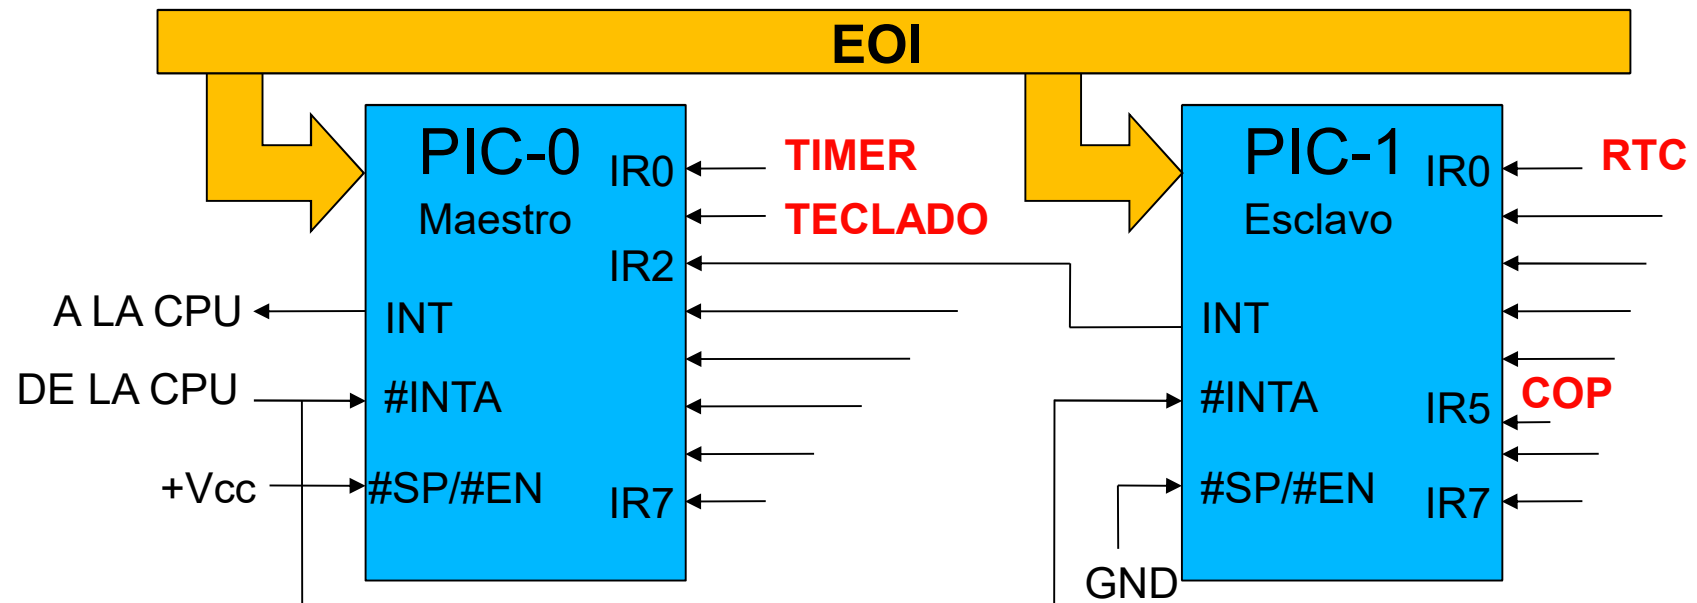 EOI
PIC-0
Maestro
IR0
TIMER
TECLADO
IR2
A LA CPU
INT
DE LA CPU
#INTA
+Vcc
#SP/#EN
IR7
PIC-1
Esclavo
IR0
RTC
INT
#INTA
IR5
COP
#SP/#EN
IR7
GND